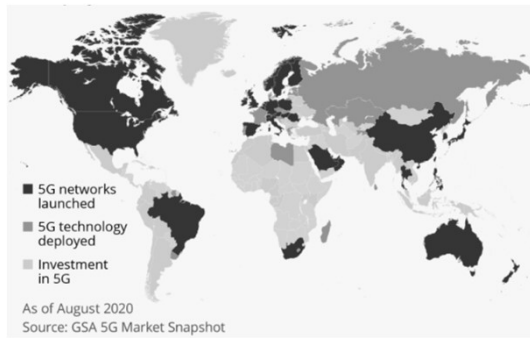 5G networks
launched
5G technology
deployed
Investment
in 5G
As of August 2020
Source: GSA 5G Market Snapshot